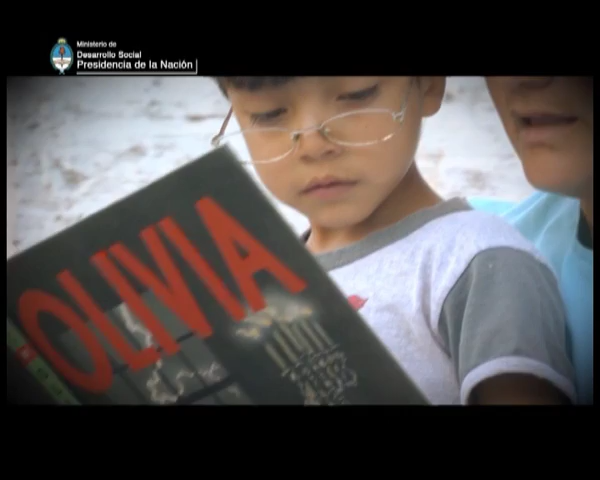 Ministerio de
Desarrollo Social
Presidencia de la Nación
OLIVIA